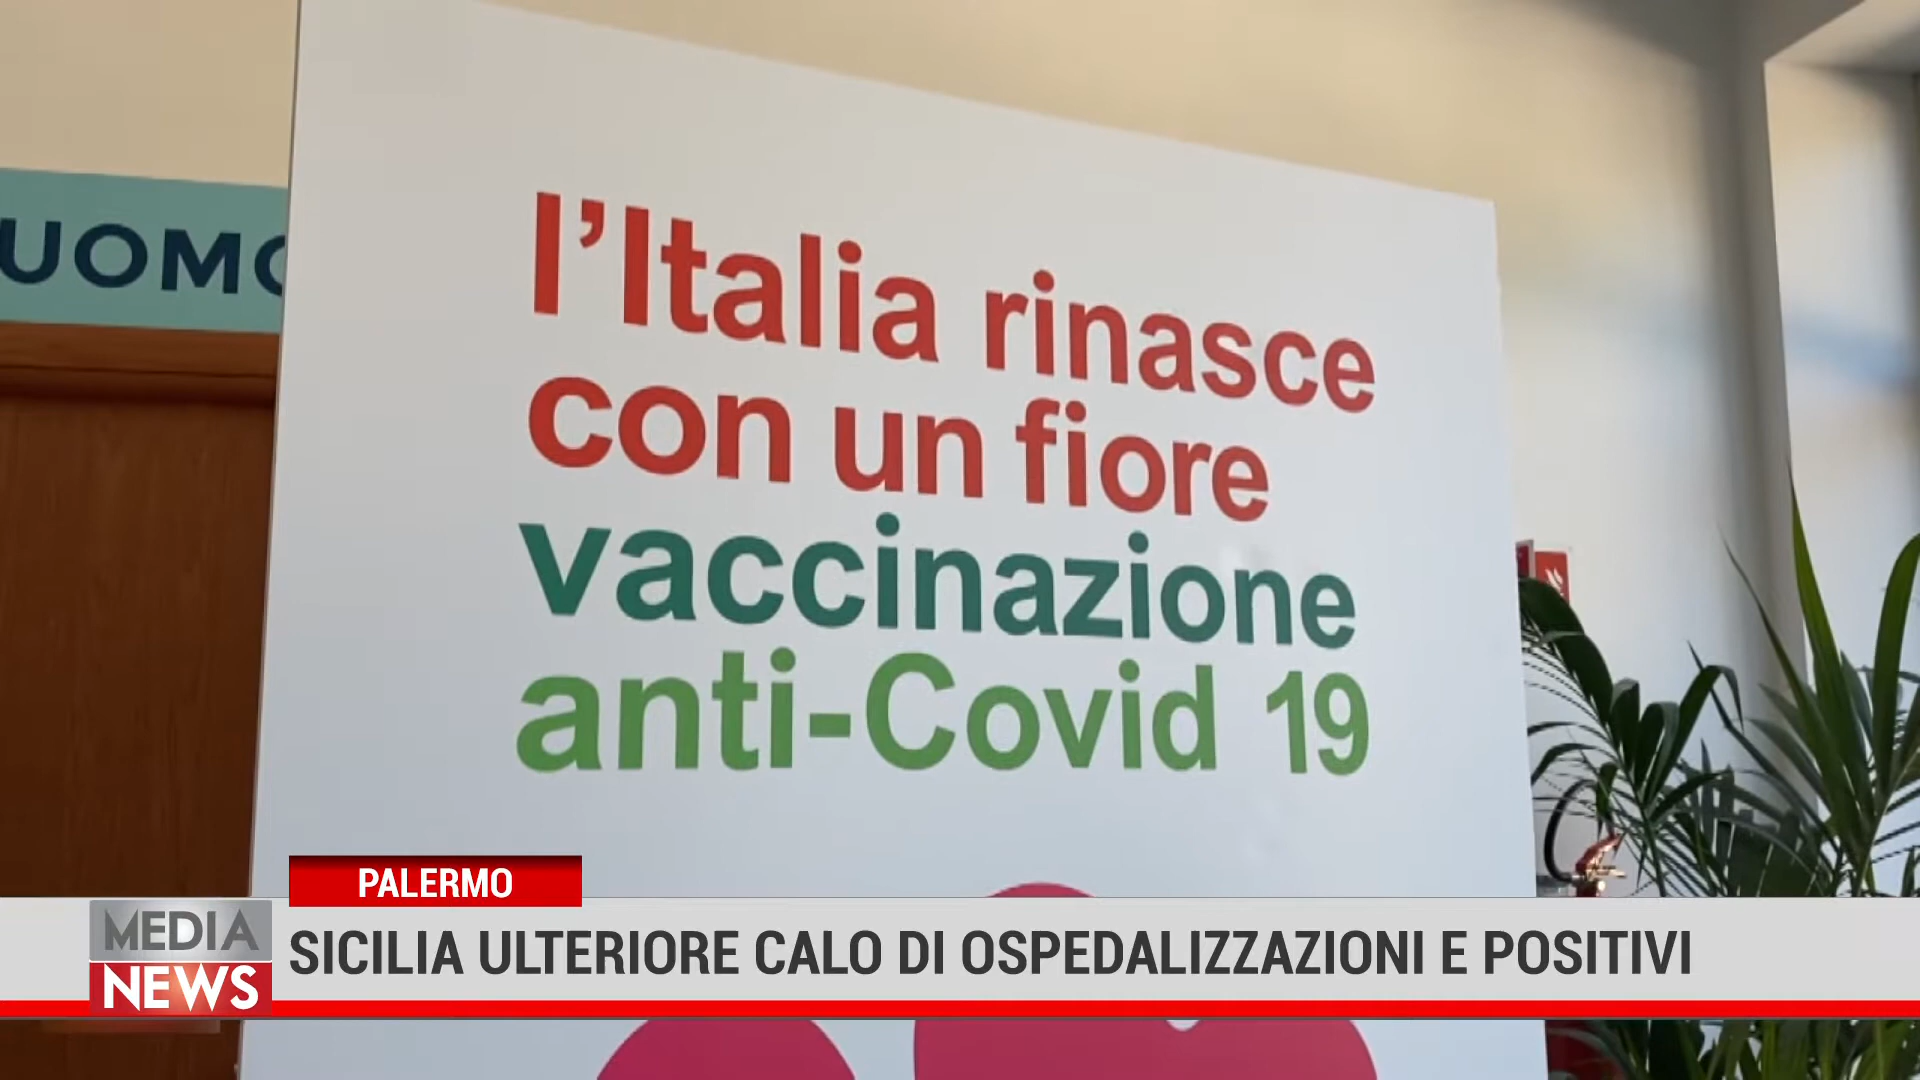 UOMO
l'Italia rinasce
con un fiore
vaccinazione
anti-Covid 19
PALERMO
MEDIA
NEWS
SICILIA ULTERIORE CALO DI OSPEDALIZZAZIONI E POSITIVI